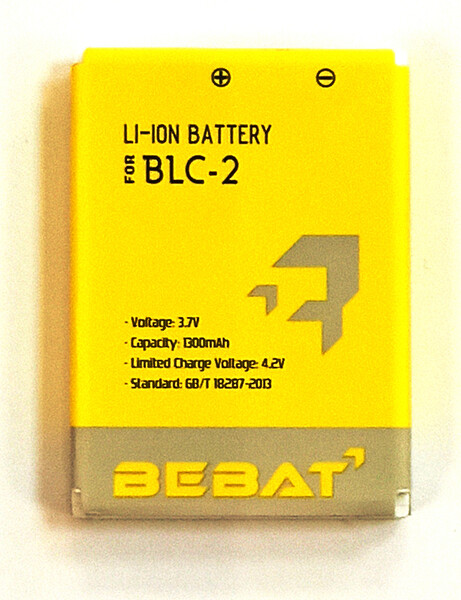 ⊕ ⊖
LI-ION BATTERY
FOR BLC-2
- Voltage: 3.7V
- Capacity: 1300mAh
- Limited Charge Voltage: 4.2V
- Standard: GB/T 18287-2013
BEBAT